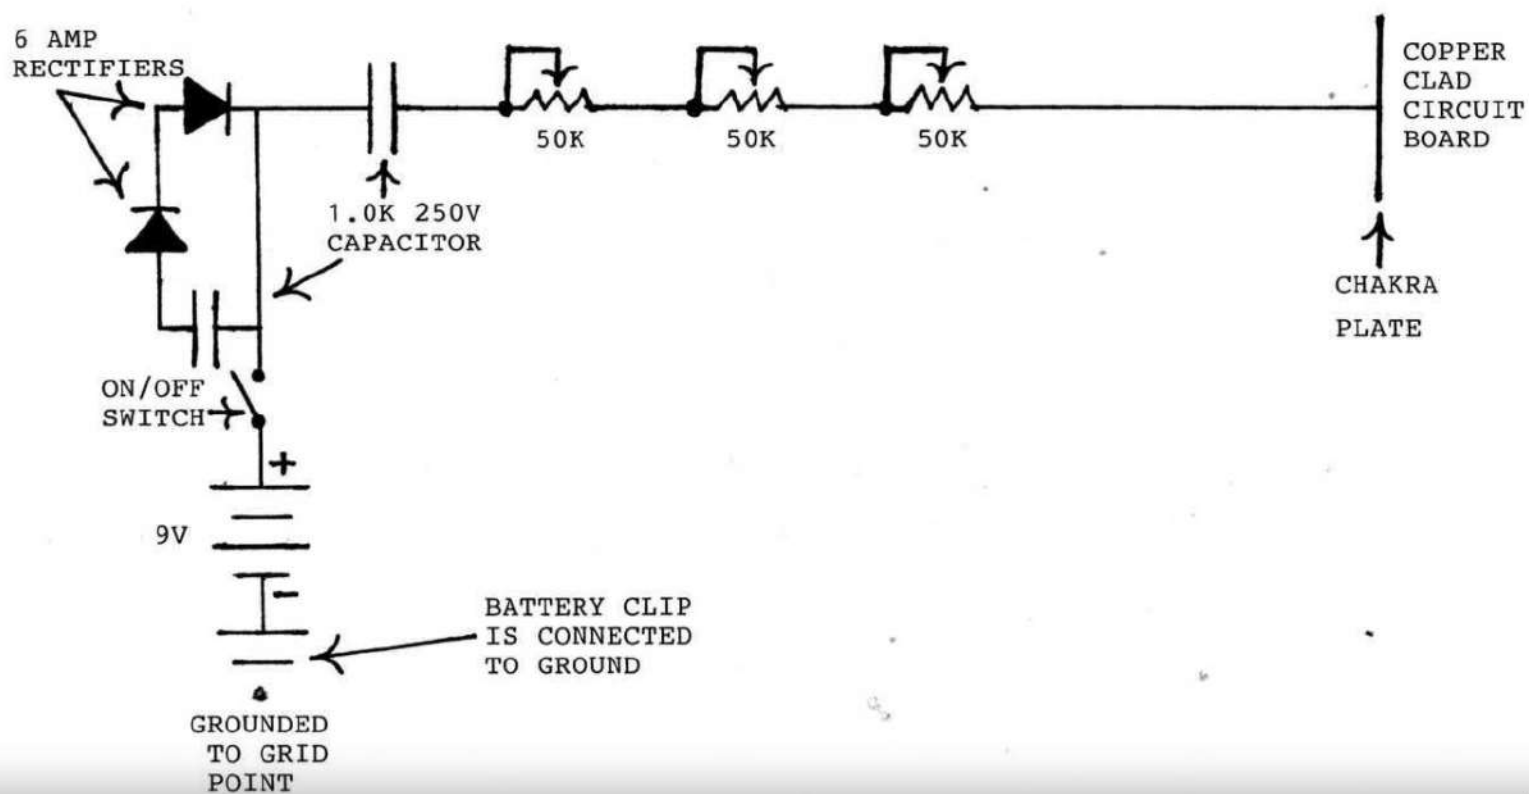 6 AMP
RECTIFIERS
50K
50K
50K
COPPER
CLAD
CIRCUIT
BOARD
1.0K 250V
CAPACITOR
CHAKRA
PLATE
ON/OFF
SWITCH
+
9V
-
BATTERY CLIP
IS CONNECTED
TO GROUND
GROUNDED
TO GRID
POINT